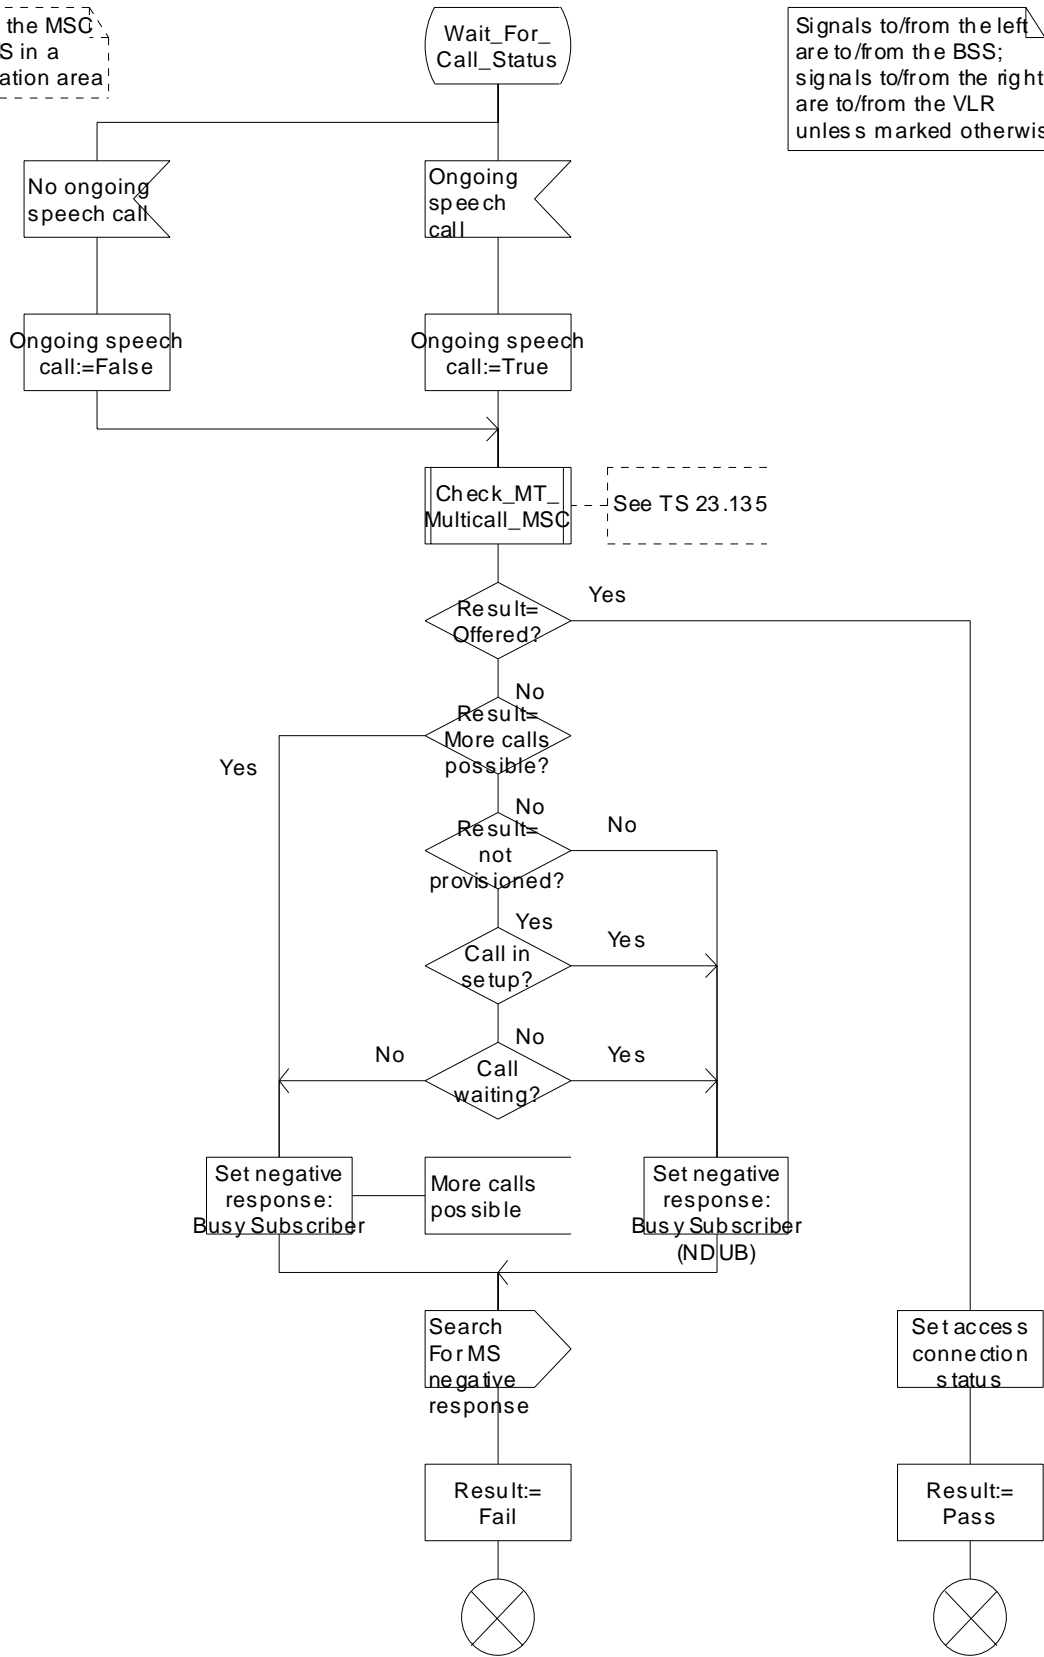 the MSC
S in a
ation area
Wait_For_
Call_Status
Signals to/from the left
are to/from the BSS;
signals to/from the right
are to/from the VLR
unless marked otherwis
No ongoing
speech call
Ongoing
speech
call
Ongoing speech
call:=False
Ongoing speech
call:=True
Check_MT_
Multicall_MSC
See TS 23.135
Result=
Offered?
Yes
No
Result=
More calls
possible?
Yes
No
Result=
not
provisioned?
No
Yes
Call in
setup?
Yes
No
Call
waiting?
No
Yes
Set negative
response:
Busy Subscriber
More calls
possible
Set negative
response:
Busy Subscriber
(NDUB)
Search
For MS
negative
response
Set access
connection
status
Result:=
Fail
Result:=
Pass